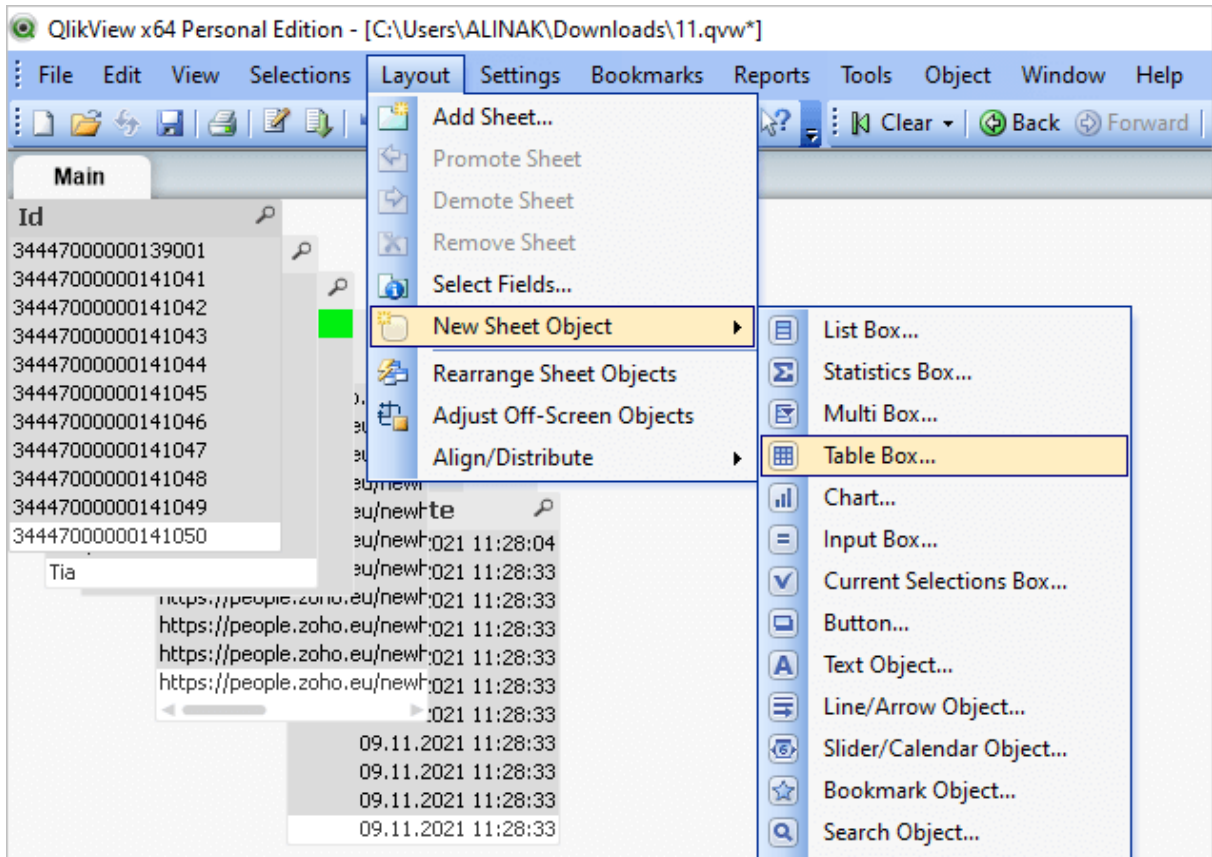 QlikView x64 Personal Edition - [C:\Users\ALINAK\Downloads\11.qvw*]
File Edit View Selections Layout Settings Bookmarks Reports Tools Object Window Help
Clear Back Forward
Main
Id
34447000000139001
34447000000141041
34447000000141042
34447000000141043
34447000000141044
34447000000141045
34447000000141046
34447000000141047
34447000000141048
34447000000141049
34447000000141050
Tia
https://people.zoho.eu/newh
https://people.zoho.eu/newh
https://people.zoho.eu/newh
https://people.zoho.eu/newh
te
021 11:28:04
021 11:28:33
021 11:28:33
021 11:28:33
021 11:28:33
021 11:28:33
021 11:28:33
09.11.2021 11:28:33
09.11.2021 11:28:33
09.11.2021 11:28:33
09.11.2021 11:28:33
Add Sheet...
Promote Sheet
Demote Sheet
Remove Sheet
Select Fields...
New Sheet Object
Rearrange Sheet Objects
Adjust Off-Screen Objects
Align/Distribute
List Box...
Statistics Box...
Multi Box...
Table Box...
Chart...
Input Box...
Current Selections Box...
Button...
Text Object...
Line/Arrow Object...
Slider/Calendar Object...
Bookmark Object...
Search Object...